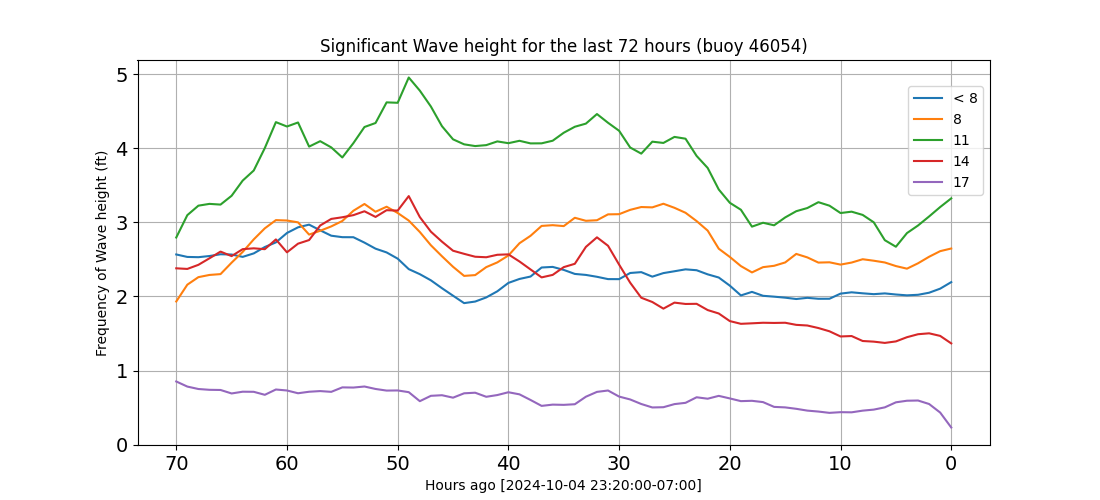 Significant Wave height for the last 72 hours (buoy 46054)
Frequency of Wave height (ft)
5
4
3
2
1
0
< 8
8
11
14
17
70 60 50 40 30 20 10 0
Hours ago [2024-10-04 23:20:00-07:00]